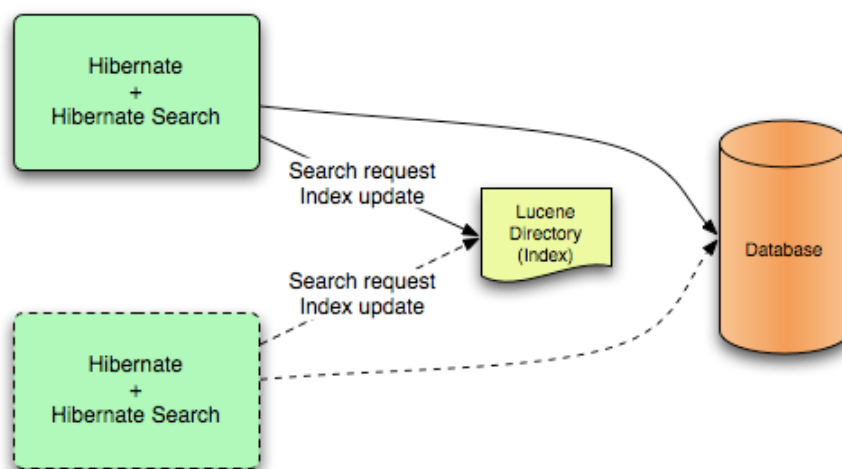 Hibernate
+
Hibernate Search
Search request
Index update
Lucene
Directory
(Index)
Database
Search request
Index update
Hibernate
+
Hibernate Search